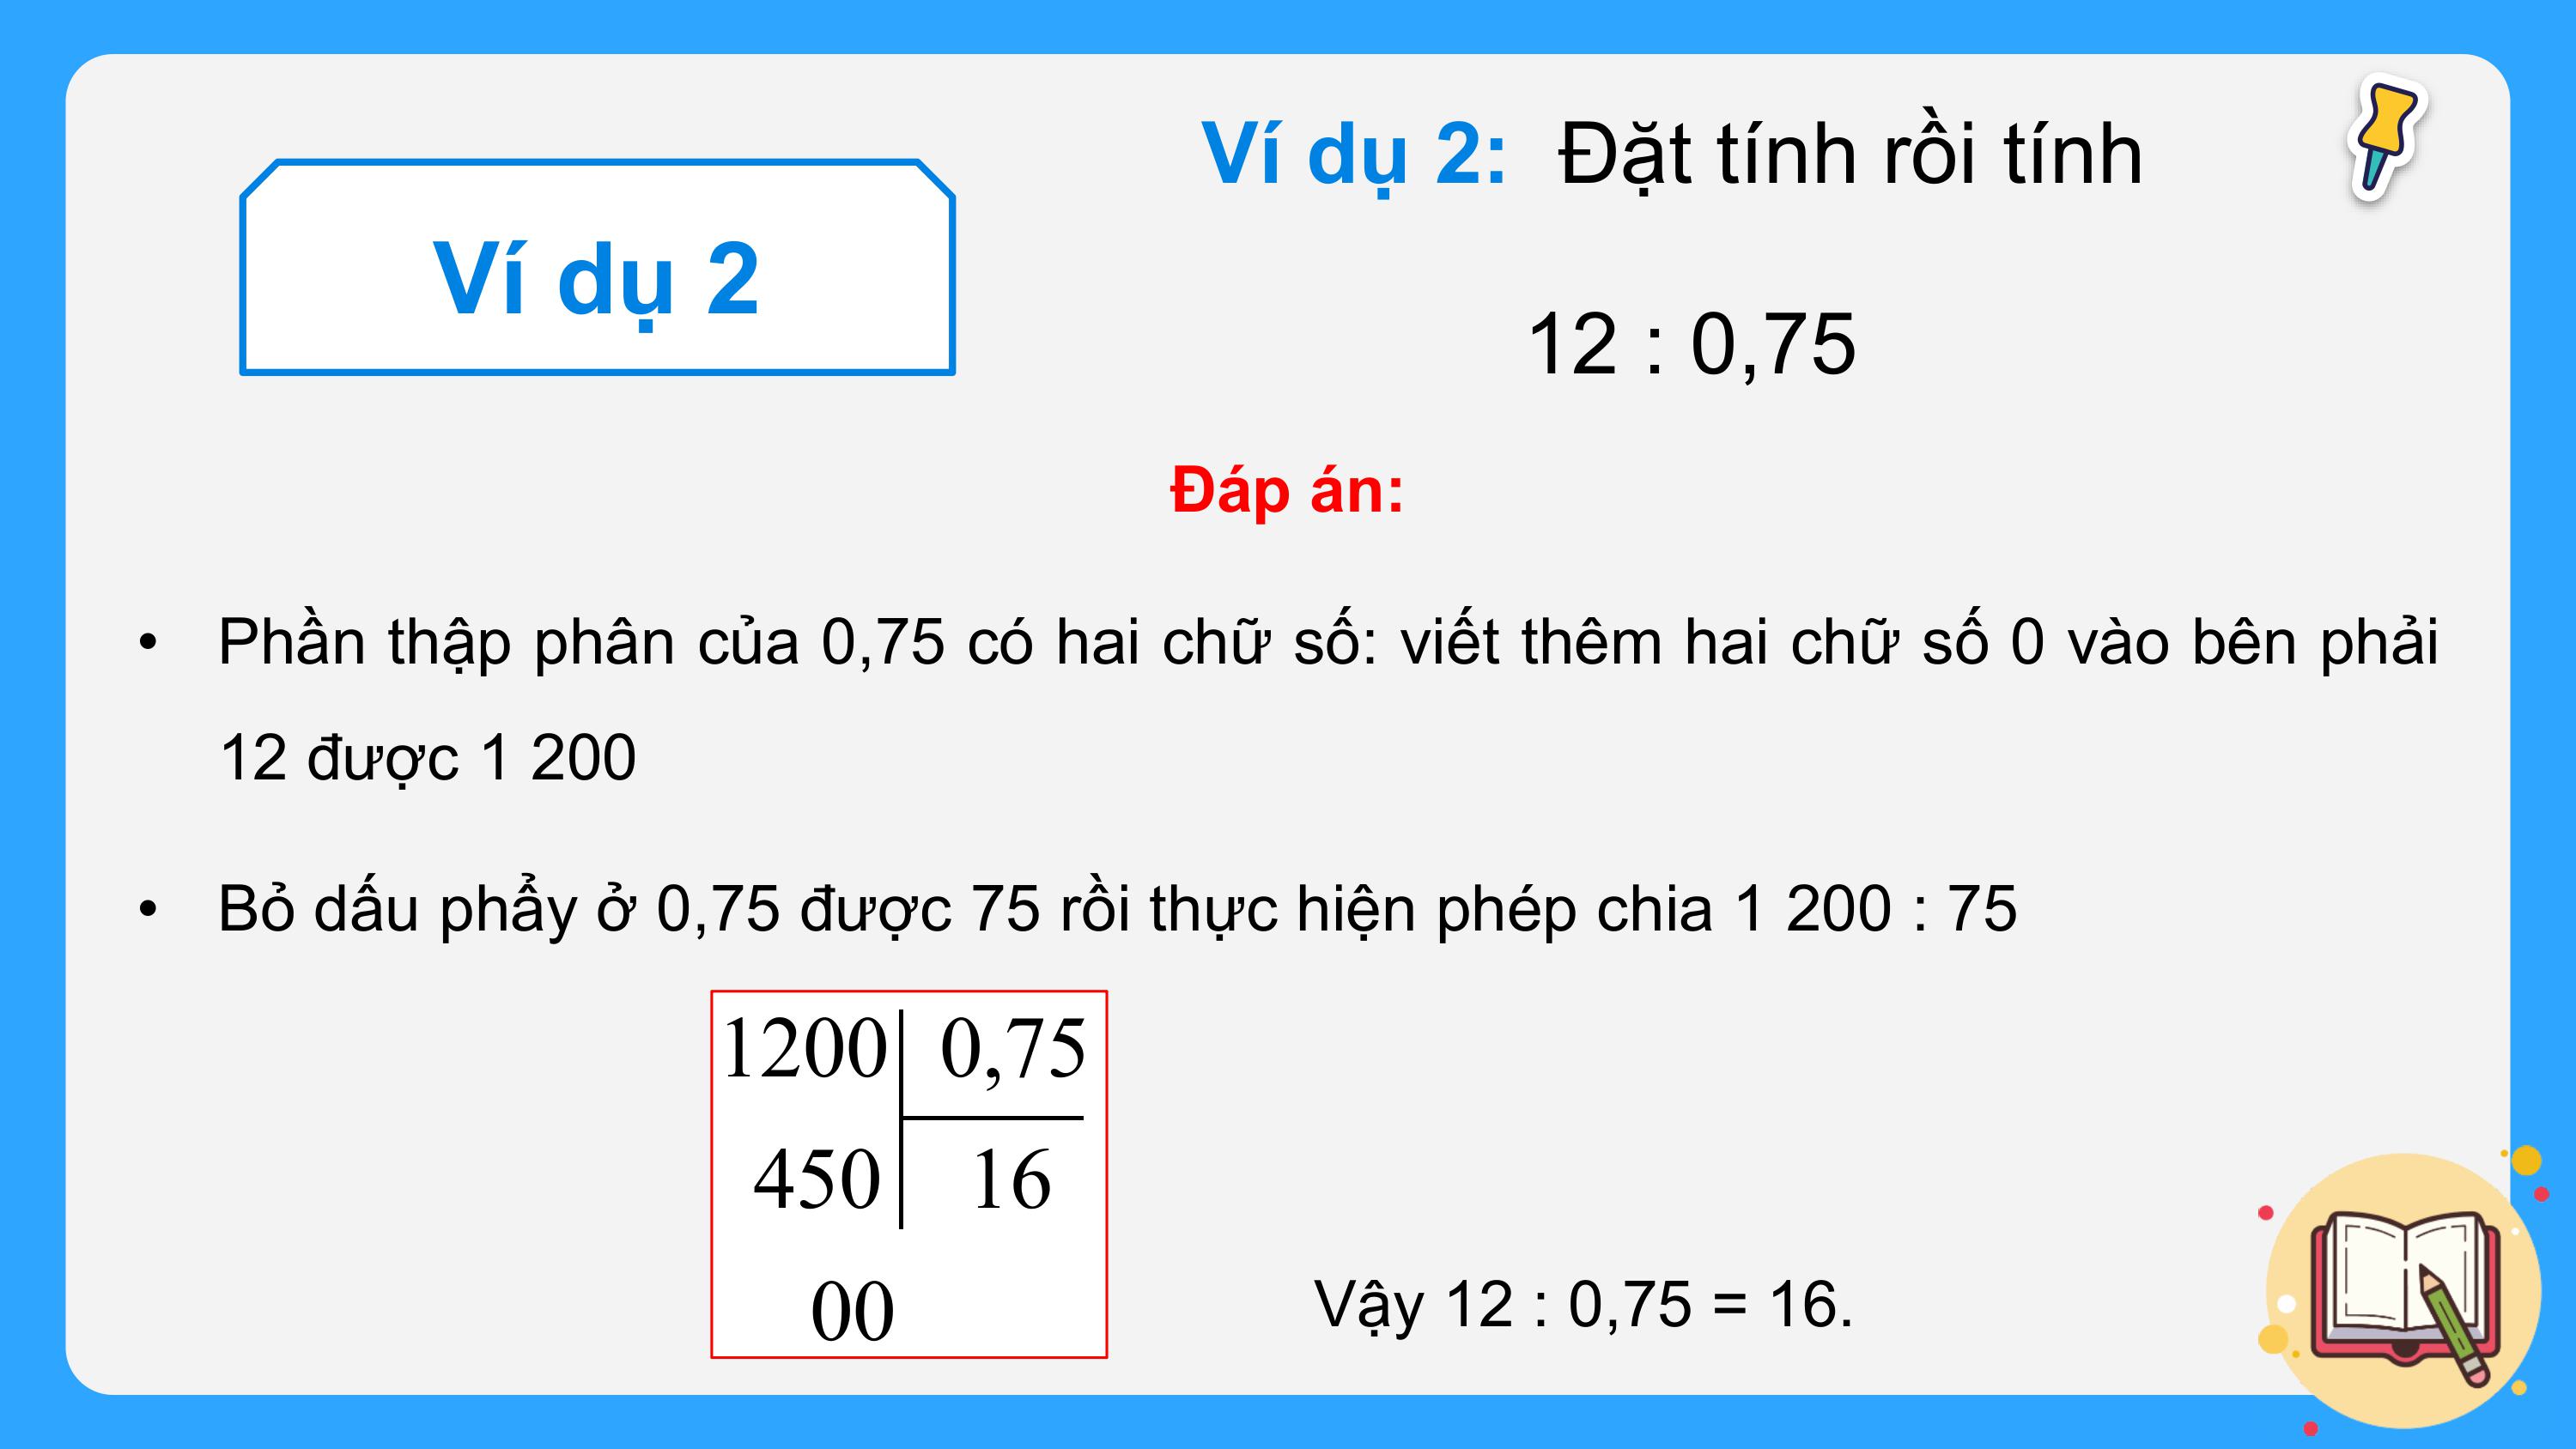 Ví dụ 2
Ví dụ 2: Đặt tính rồi tính
12 : 0,75
Đáp án:
• Phần thập phân của 0,75 có hai chữ số: viết thêm hai chữ số 0 vào bên phải
12 được 1 200
• Bỏ dấu phẩy ở 0,75 được 75 rồi thực hiện phép chia 1 200 : 75
1200 0,75
450 16
00
Vậy 12 : 0,75 = 16.